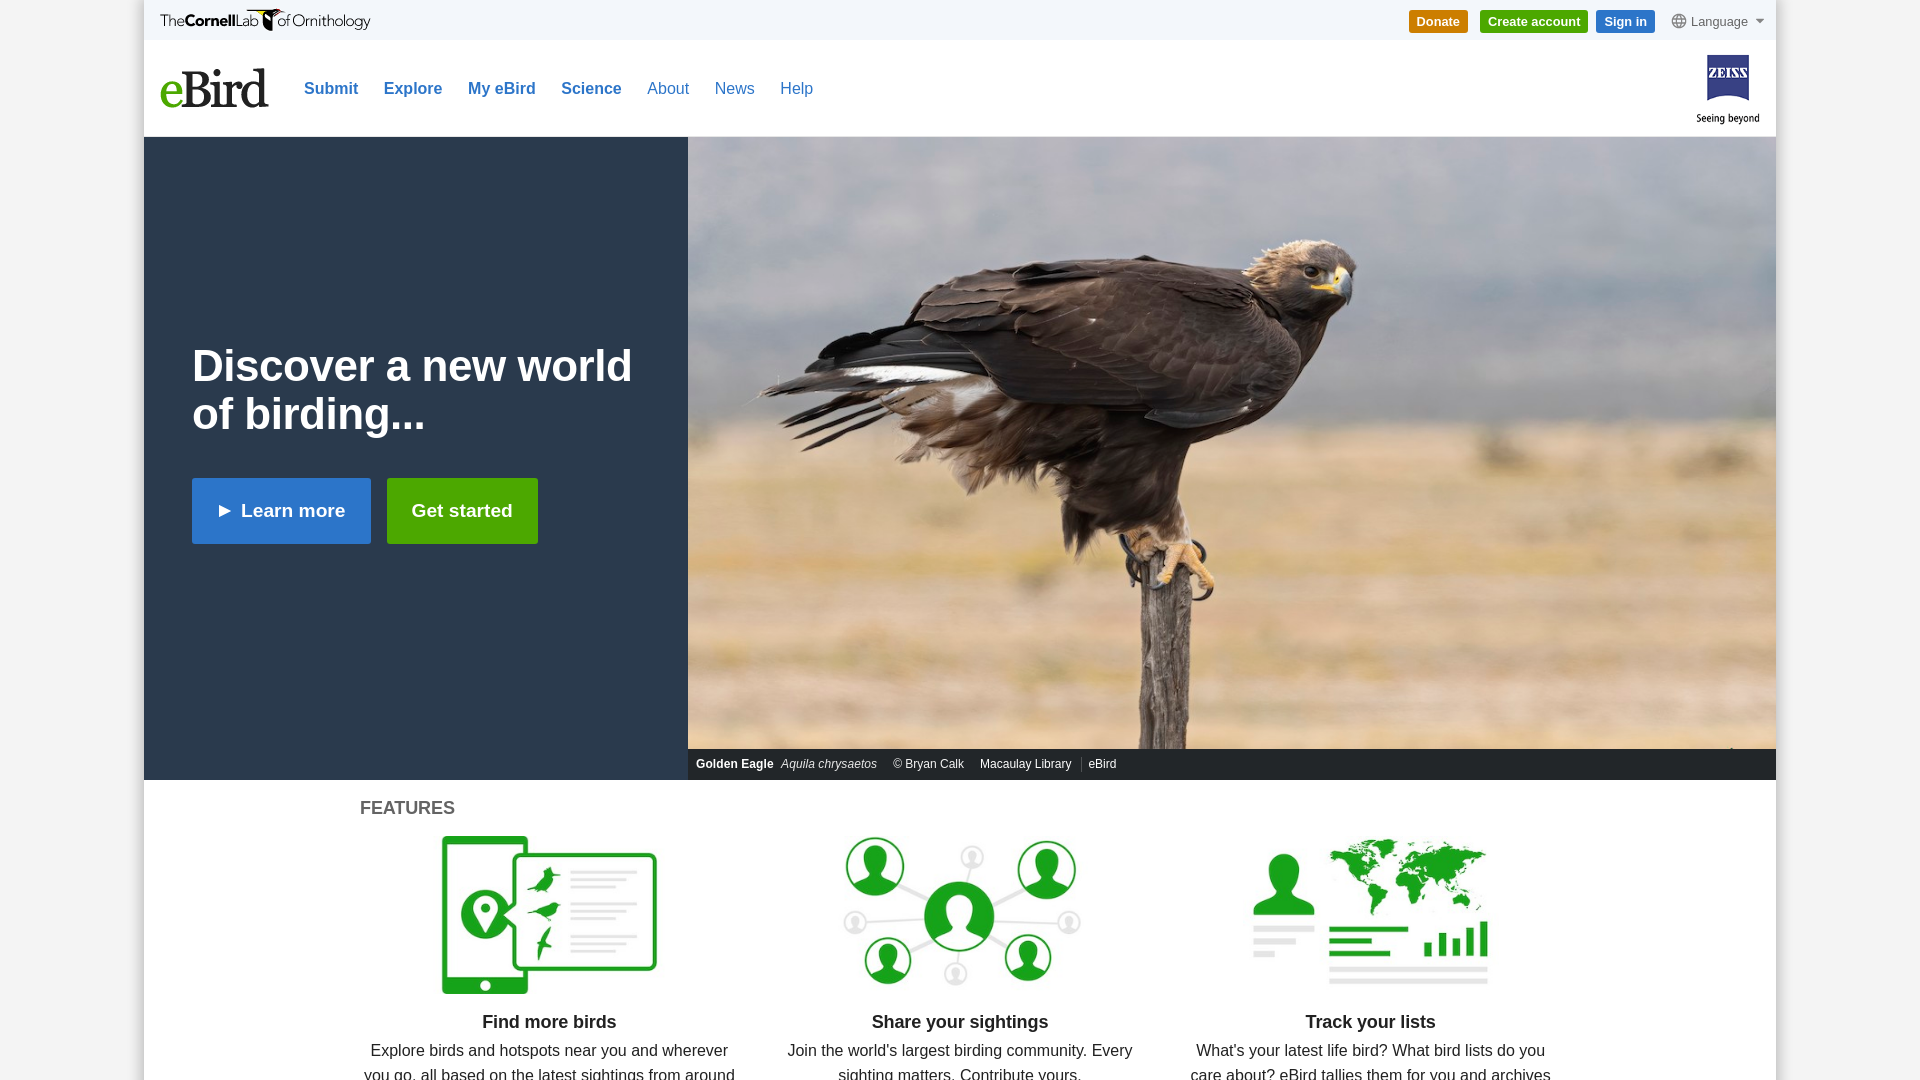 TheCornellLab of Ornithology
Donate
Create account
Sign in
Language
eBird
Submit
Explore
My eBird
Science
About
News
Help
ZEISS
Seeing beyond
Discover a new world
of birding...
Learn more
Get started
Golden Eagle Aquila chrysaetos © Bryan Calk Macaulay Library eBird
FEATURES
Find more birds
Explore birds and hotspots near you and wherever
you go, all based on the latest sightings from around
Share your sightings
Join the world's largest birding community. Every
sighting matters. Contribute yours.
Track your lists
What's your latest life bird? What bird lists do you
care about? eBird tallies them for you and archives